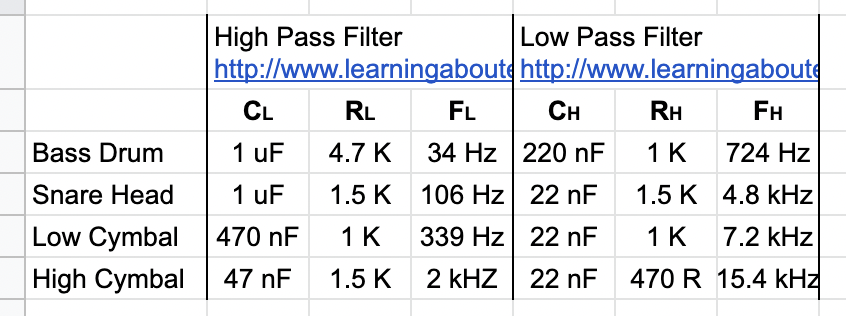 High Pass Filter Low Pass Filter
http://www.learningaboute http://www.learningaboute
CL RL FL CH RH FH
Bass Drum 1 uF 4.7 K 34 Hz 220 nF 1 K 724 Hz
Snare Head 1 uF 1.5 K 106 Hz 22 nF 1.5 K 4.8 kHz
Low Cymbal 470 nF 1 K 339 Hz 22 nF 1 K 7.2 kHz
High Cymbal 47 nF 1.5 K 2 kHZ 22 nF 470 R 15.4 kHz